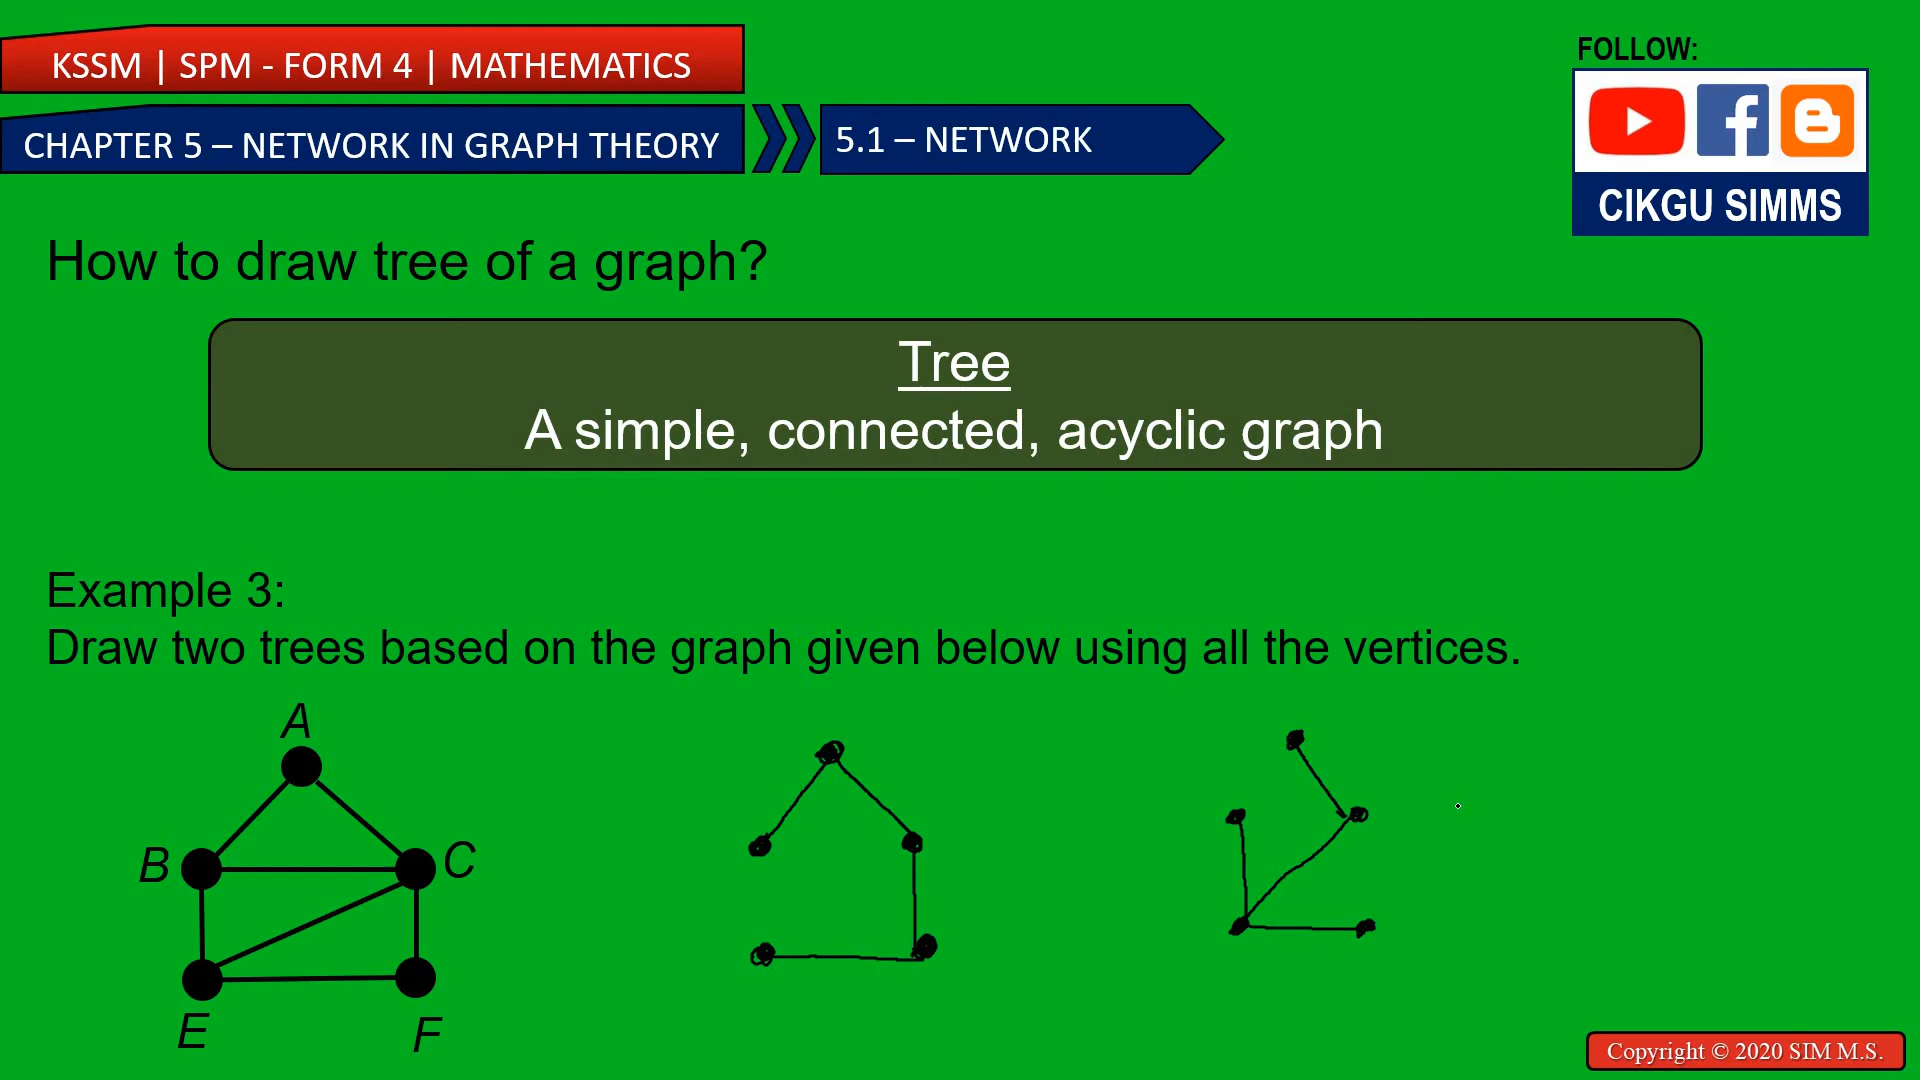 KSSM | SPM - FORM 4 | MATHEMATICS
CHAPTER 5 – NETWORK IN GRAPH THEORY
5.1 – NETWORK
FOLLOW:
CIKGU SIMMS
How to draw tree of a graph?
Tree
A simple, connected, acyclic graph
Example 3:
Draw two trees based on the graph given below using all the vertices.
A
B
C
E
F
Copyright © 2020 SIM M.S.